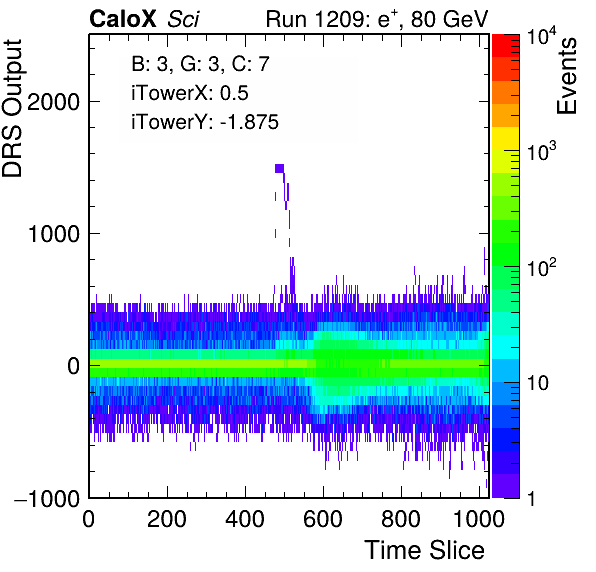 CaloX Sci Run 1209: e⁺, 80 GeV
B: 3, G: 3, C: 7
iTowerX: 0.5
iTowerY: -1.875
DRS Output
2000
1000
0
−1000
0 200 400 600 800 1000
Time Slice
Events
10⁴
10³
10²
10
1